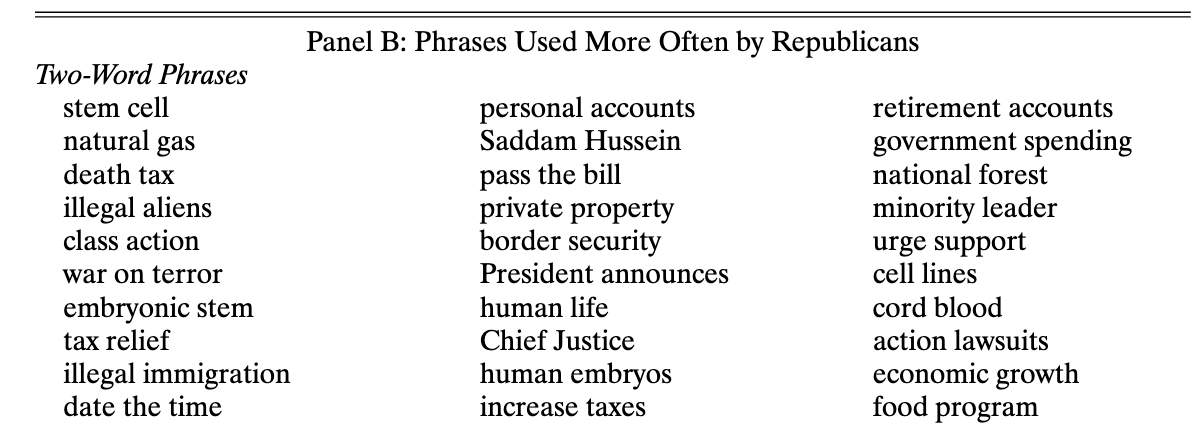 Panel B: Phrases Used More Often by Republicans
Two-Word Phrases
stem cell personal accounts retirement accounts
natural gas Saddam Hussein government spending
death tax pass the bill national forest
illegal aliens private property minority leader
class action border security urge support
war on terror President announces cell lines
embryonic stem human life cord blood
tax relief Chief Justice action lawsuits
illegal immigration human embryos economic growth
date the time increase taxes food program